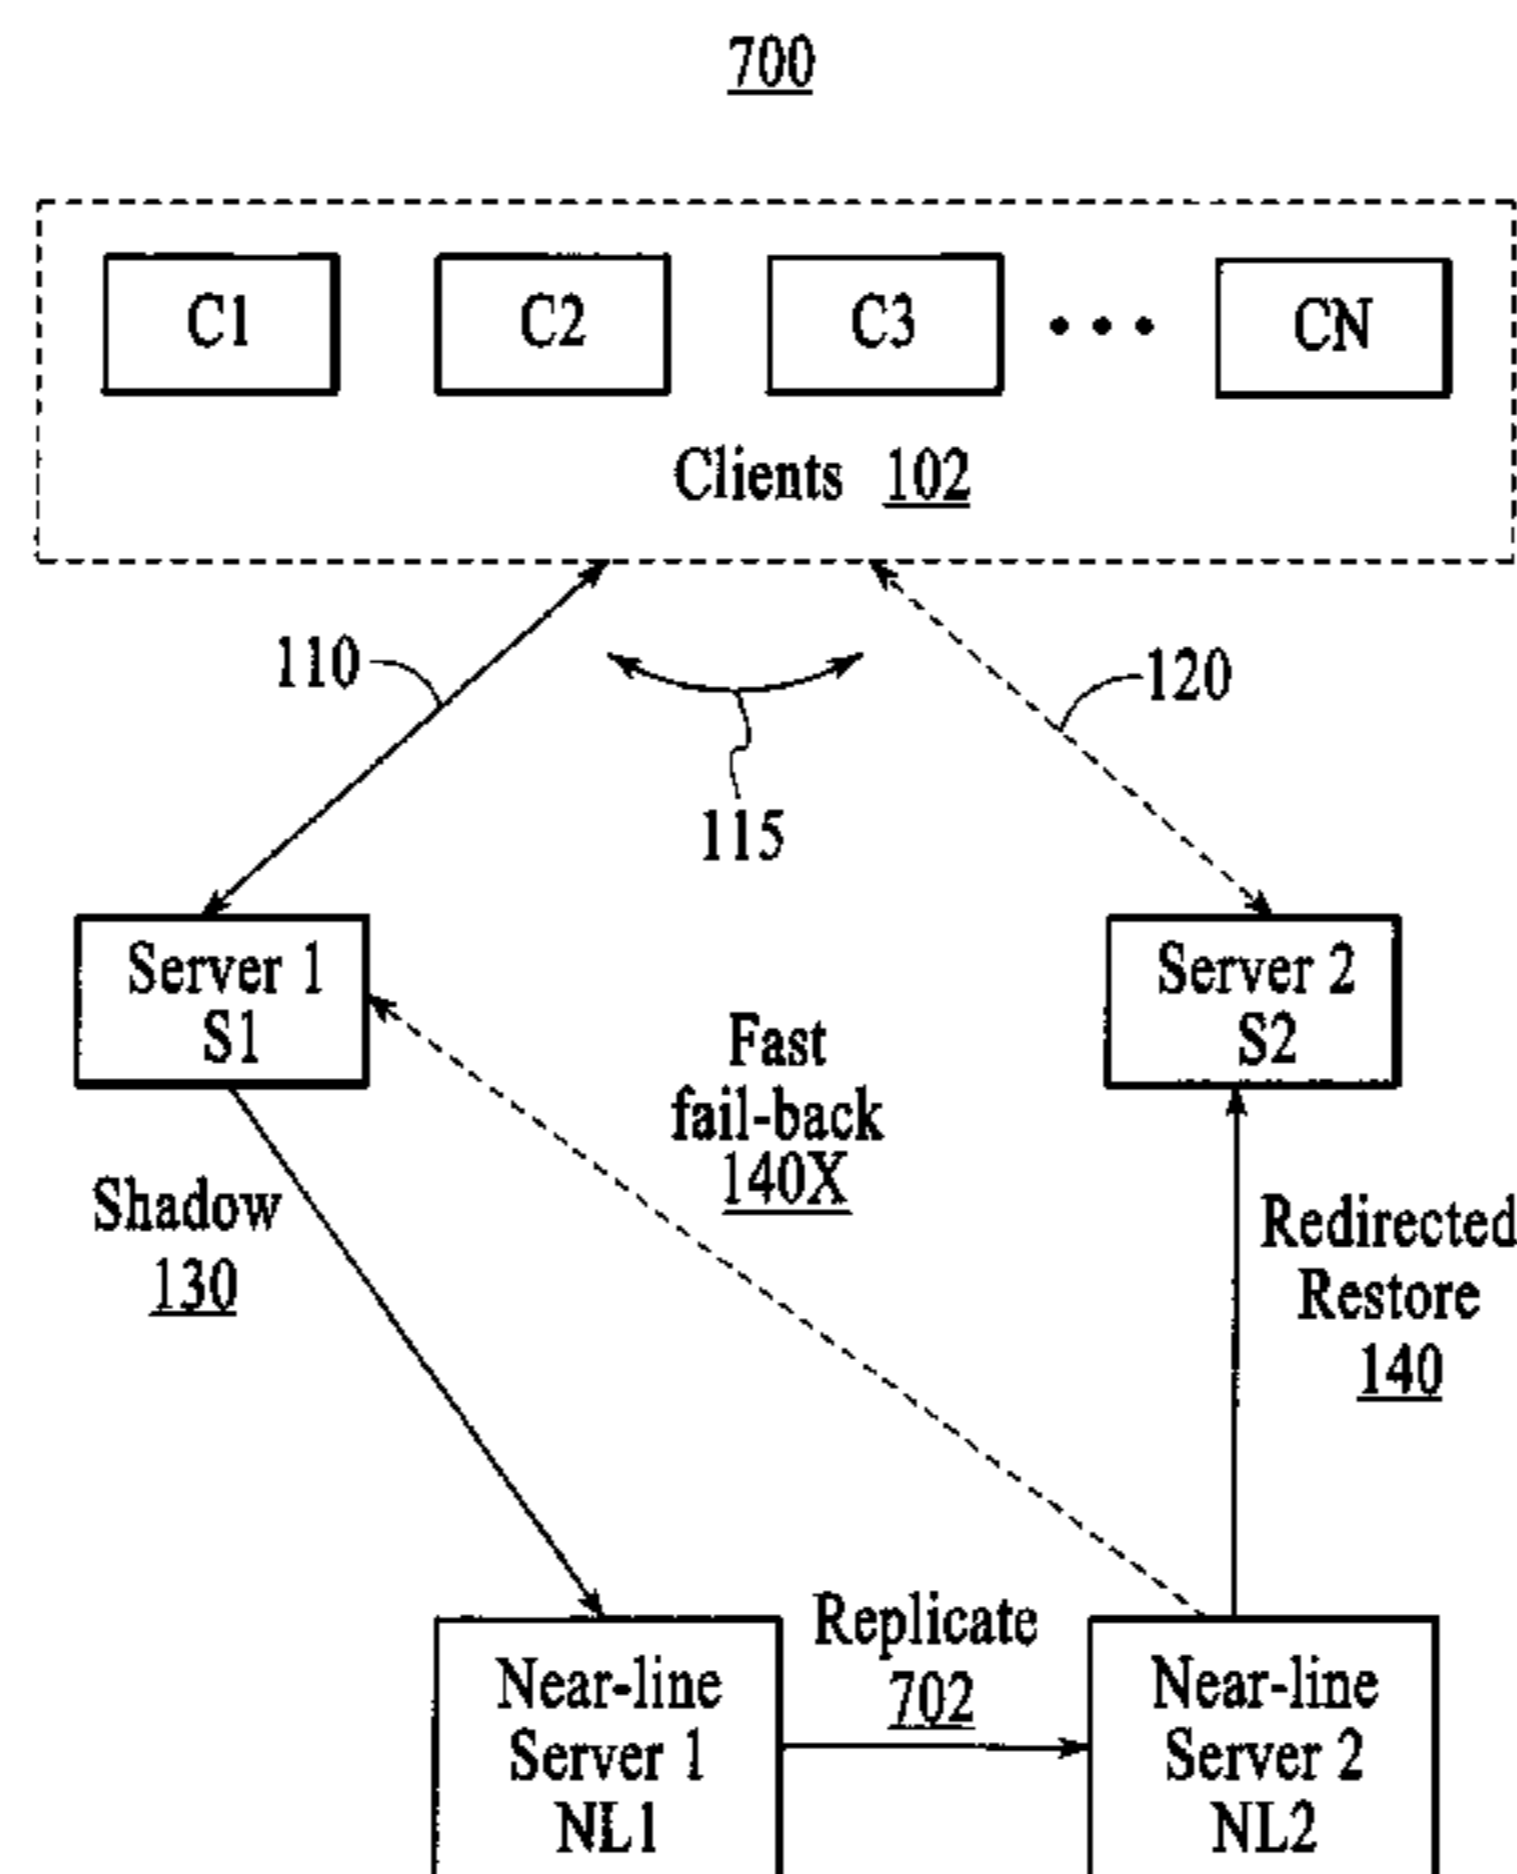 700
C1
C2
C3
CN
Clients 102
110
120
115
Server 1
S1
Server 2
S2
Fast
fail-back
140X
Shadow
130
Redirected
Restore
140
Replicate
702
Near-line
Server 1
NL1
Near-line
Server 2
NL2